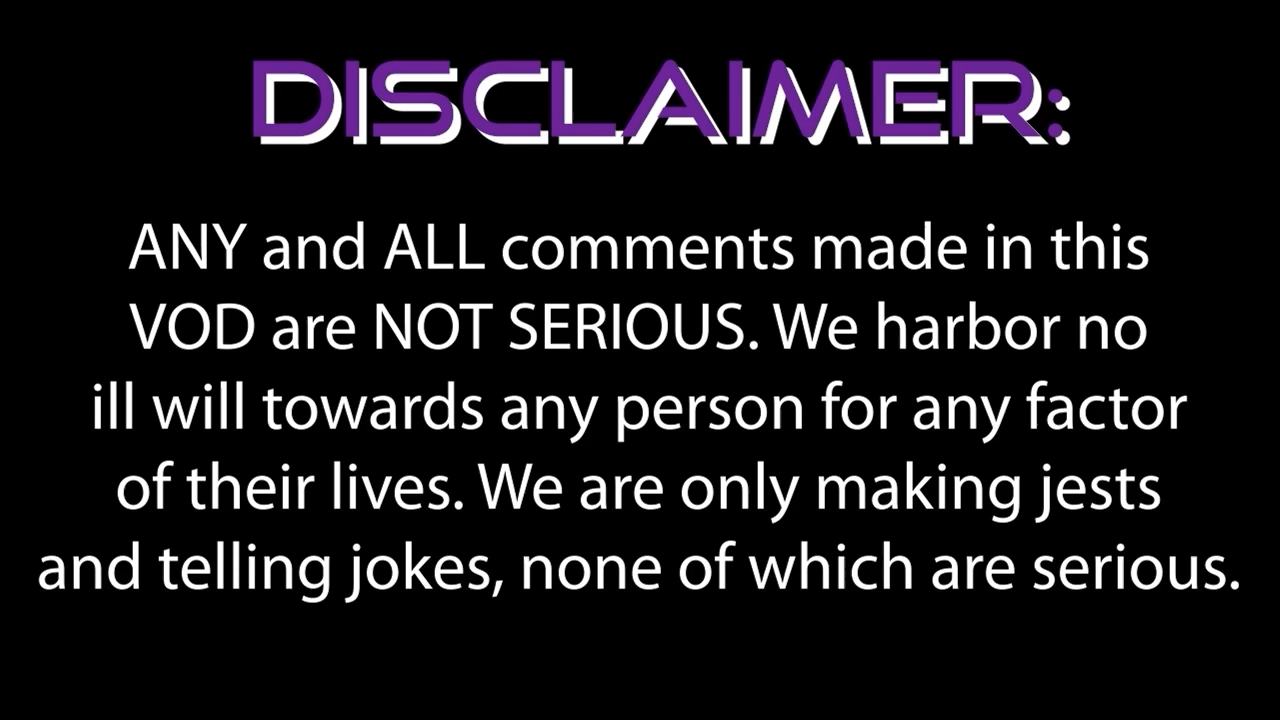 DISCLAIMER:
ANY and ALL comments made in this
VOD are NOT SERIOUS. We harbor no
ill will towards any person for any factor
of their lives. We are only making jests
and telling jokes, none of which are serious.